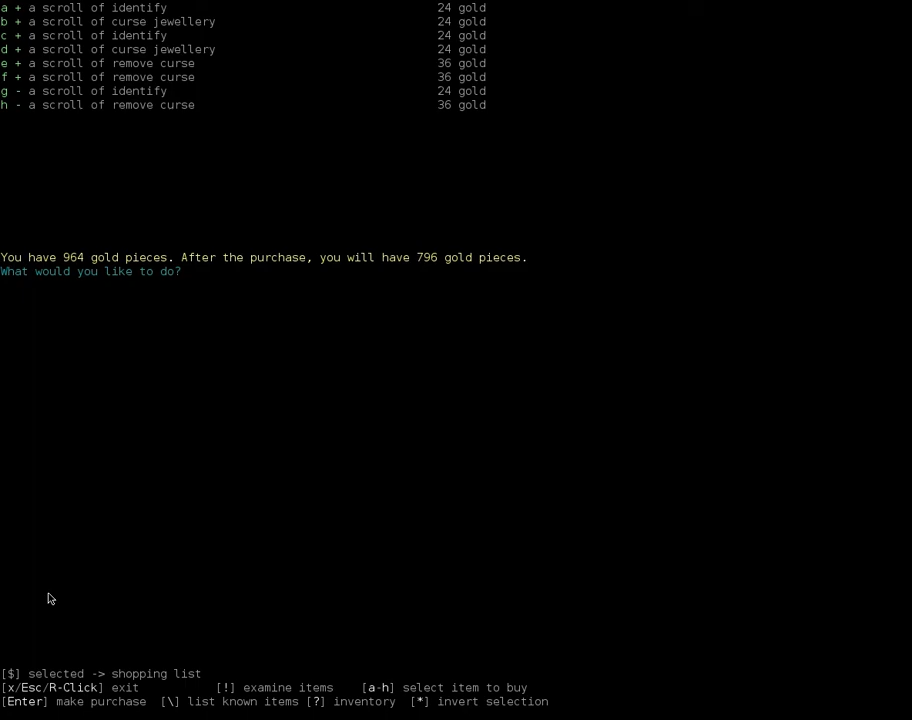 a + a scroll of identify 24 gold
b + a scroll of curse jewellery 24 gold
c + a scroll of identify 24 gold
d + a scroll of curse jewellery 24 gold
e + a scroll of remove curse 36 gold
f + a scroll of remove curse 36 gold
g - a scroll of identify 24 gold
h - a scroll of remove curse 36 gold
You have 964 gold pieces. After the purchase, you will have 796 gold pieces.
What would you like to do?
[$] selected -> shopping list
[x/Esc/R-Click] exit [!] examine items [a-h] select item to buy
[Enter] make purchase [\] list known items [?] inventory [*] invert selection